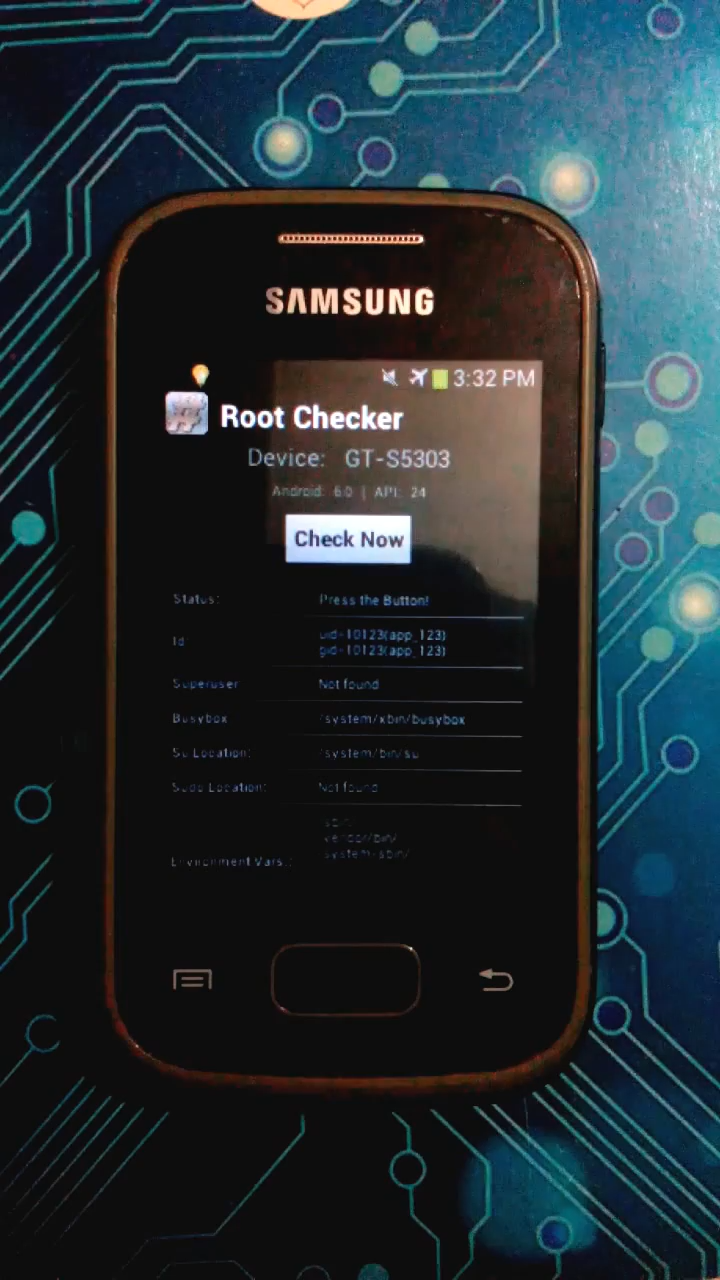 SAMSUNG
3:32 PM
Root Checker
Device: GT-S5303
Android: 6.0 | API: 24
Check Now
Status: Press the Button!
Id: uid=10123(app_123)
gid=10123(app_123)
Superuser Not found
Busybox /system/xbin/busybox
Su Location: /system/bin/su
Sudo Location: Not found
vendor/bin/
system/sbin/
Environment Vars.: